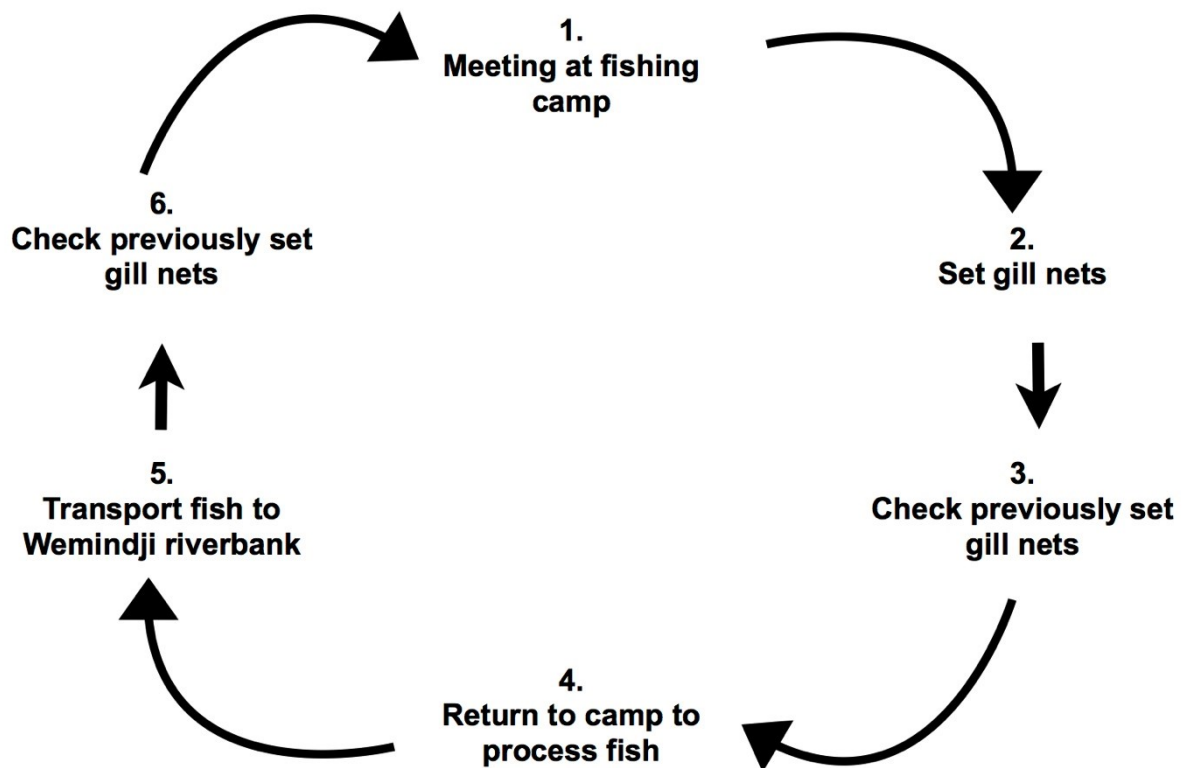 1.
Meeting at fishing
camp
2.
Set gill nets
3.
Check previously set
gill nets
4.
Return to camp to
process fish
5.
Transport fish to
Wemindji riverbank
6.
Check previously set
gill nets